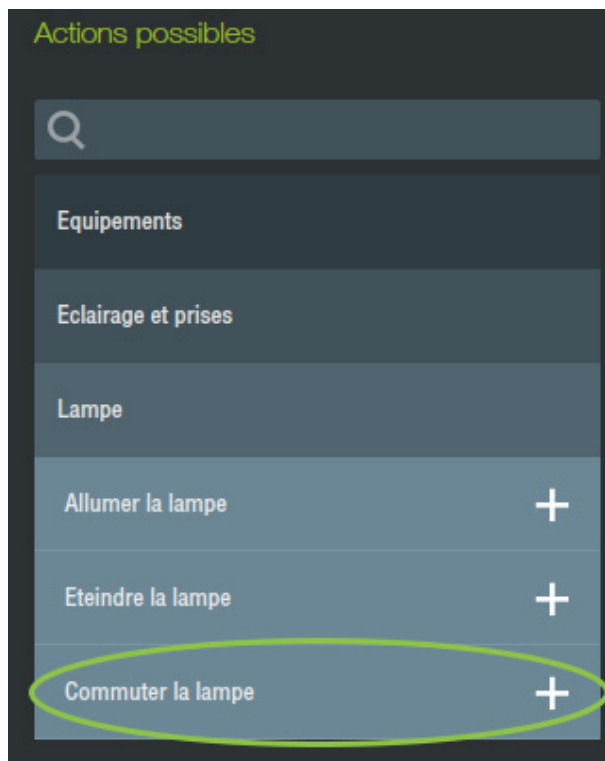 Actions possibles
Equipements
Eclairage et prises
Lampe
Allumer la lampe
Eteindre la lampe
Commuter la lampe